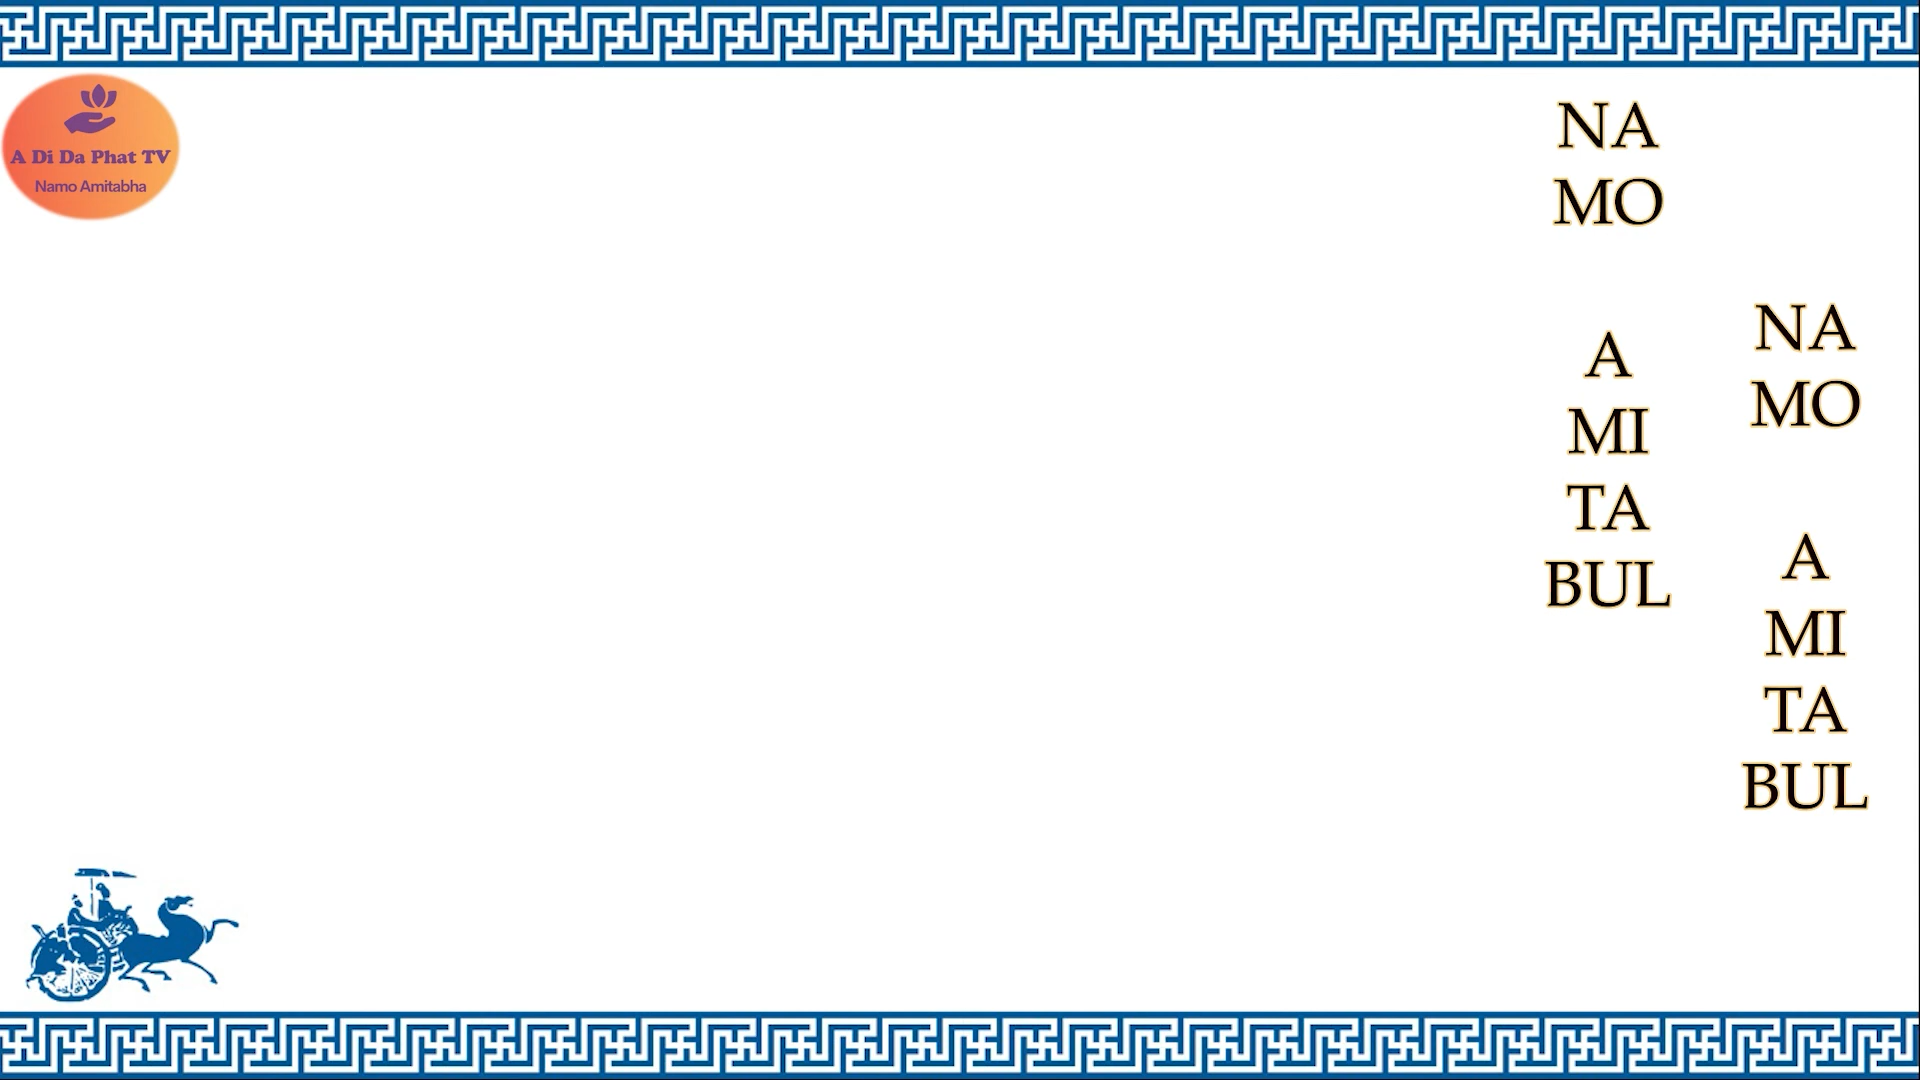 A Di Da Phat TV
Namo Amitabha
NA
MO
A
MI
TA
BUL
NA
MO
A
MI
TA
BUL